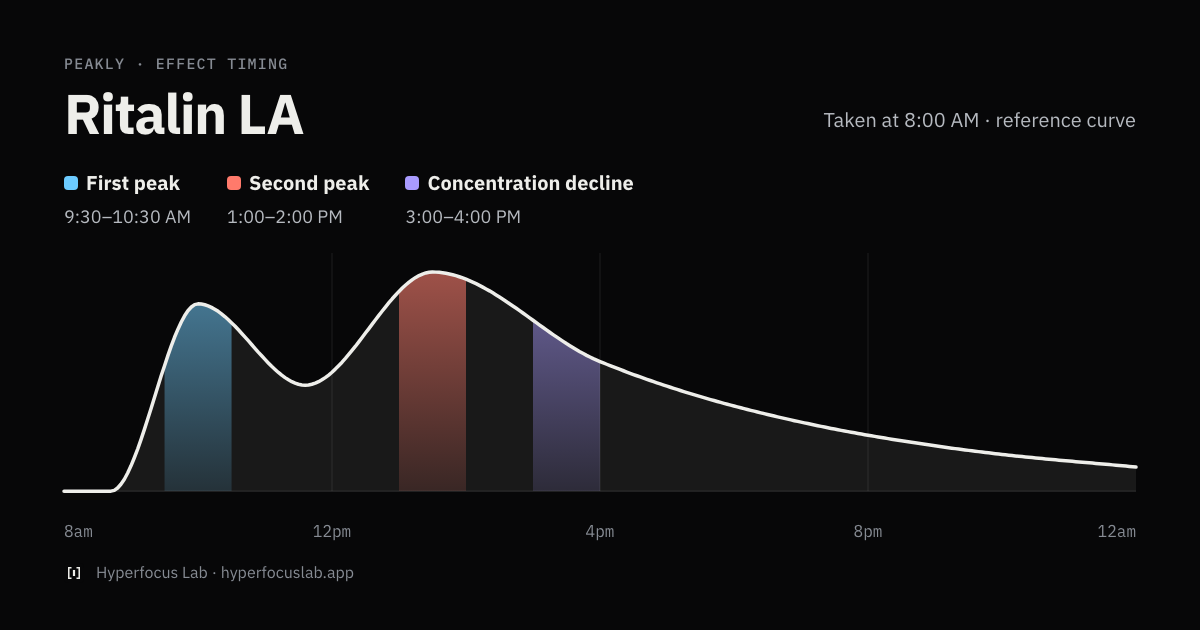 PEAKLY · EFFECT TIMING
Ritalin LA
Taken at 8:00 AM · reference curve
First peak Second peak Concentration decline
9:30–10:30 AM 1:00–2:00 PM 3:00–4:00 PM
8am 12pm 4pm 8pm 12am
Hyperfocus Lab · hyperfocuslab.app